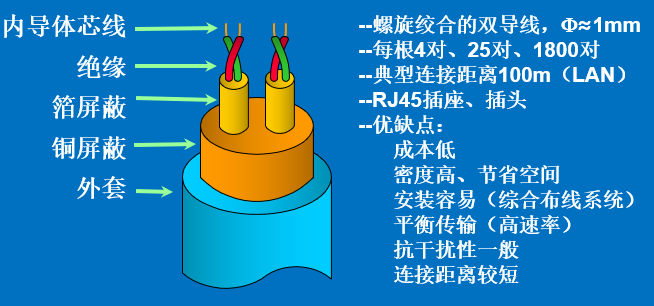 内导体芯线
绝缘
箔屏蔽
铜屏蔽
外套
--螺旋绞合的双导线，Φ≈1mm
--每根4对、25对、1800对
--典型连接距离100m（LAN）
--RJ45插座、插头
--优缺点：
成本低
密度高、节省空间
安装容易（综合布线系统）
平衡传输（高速率）
抗干扰性一般
连接距离较短